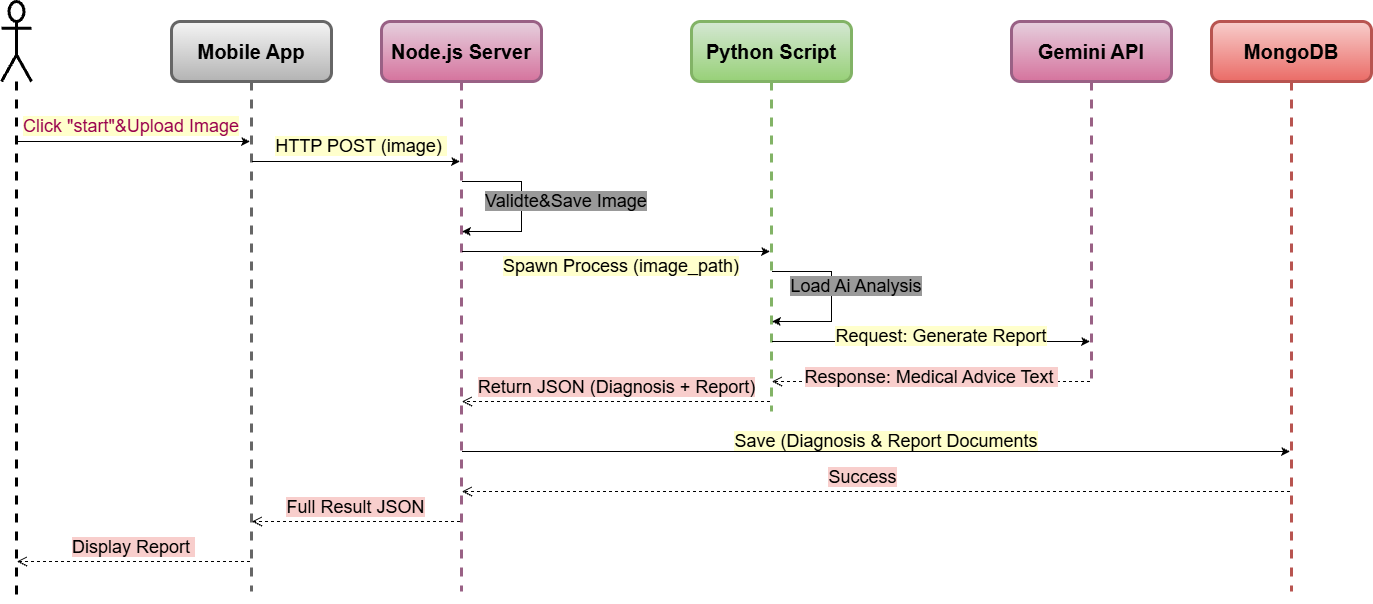 Mobile App
Node.js Server
Python Script
Gemini API
MongoDB
Click "start"&Upload Image
HTTP POST (image)
Validte&Save Image
Spawn Process (image_path)
Load Ai Analysis
Request: Generate Report
Response: Medical Advice Text
Return JSON (Diagnosis + Report)
Save (Diagnosis & Report Documents
Success
Full Result JSON
Display Report